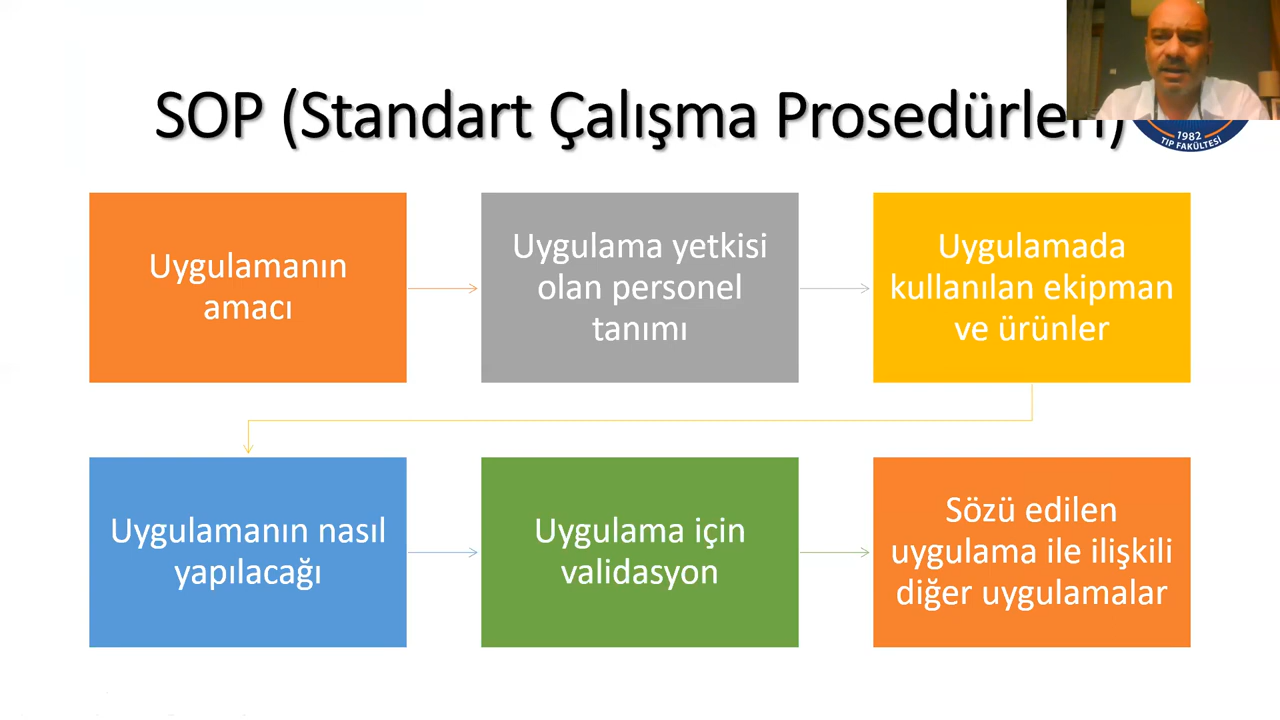 SOP (Standart Çalışma Prosedürleri)
1982
TIP FAKÜLTESİ
Uygulamanın
amacı
Uygulama yetkisi
olan personel
tanımı
Uygulamada
kullanılan ekipman
ve ürünler
Uygulamanın nasıl
yapılacağı
Uygulama için
validasyon
Sözü edilen
uygulama ile ilişkili
diğer uygulamalar